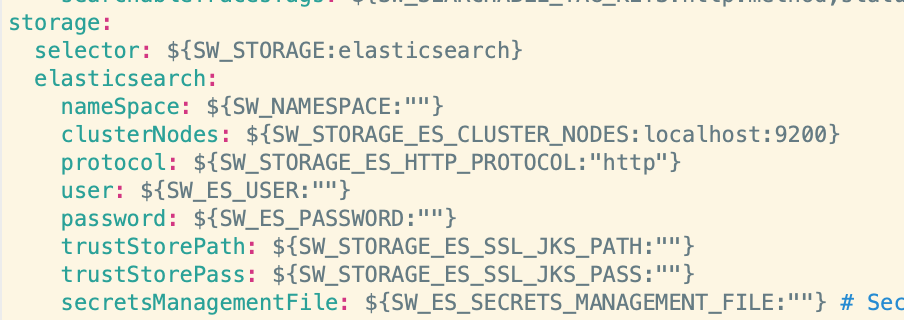 storage:
selector: ${SW_STORAGE:elasticsearch}
elasticsearch:
nameSpace: ${SW_NAMESPACE:""}
clusterNodes: ${SW_STORAGE_ES_CLUSTER_NODES:localhost:9200}
protocol: ${SW_STORAGE_ES_HTTP_PROTOCOL:"http"}
user: ${SW_ES_USER:""}
password: ${SW_ES_PASSWORD:""}
trustStorePath: ${SW_STORAGE_ES_SSL_JKS_PATH:""}
trustStorePass: ${SW_STORAGE_ES_SSL_JKS_PASS:""}
secretsManagementFile: ${SW_ES_SECRETS_MANAGEMENT_FILE:""} # Sec